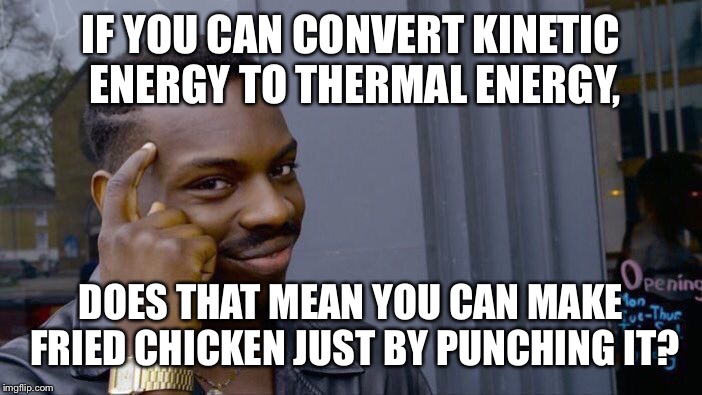 IF YOU CAN CONVERT KINETIC
ENERGY TO THERMAL ENERGY,
Opening
DOES THAT MEAN YOU CAN MAKE
FRIED CHICKEN JUST BY PUNCHING IT?
imgflip.com